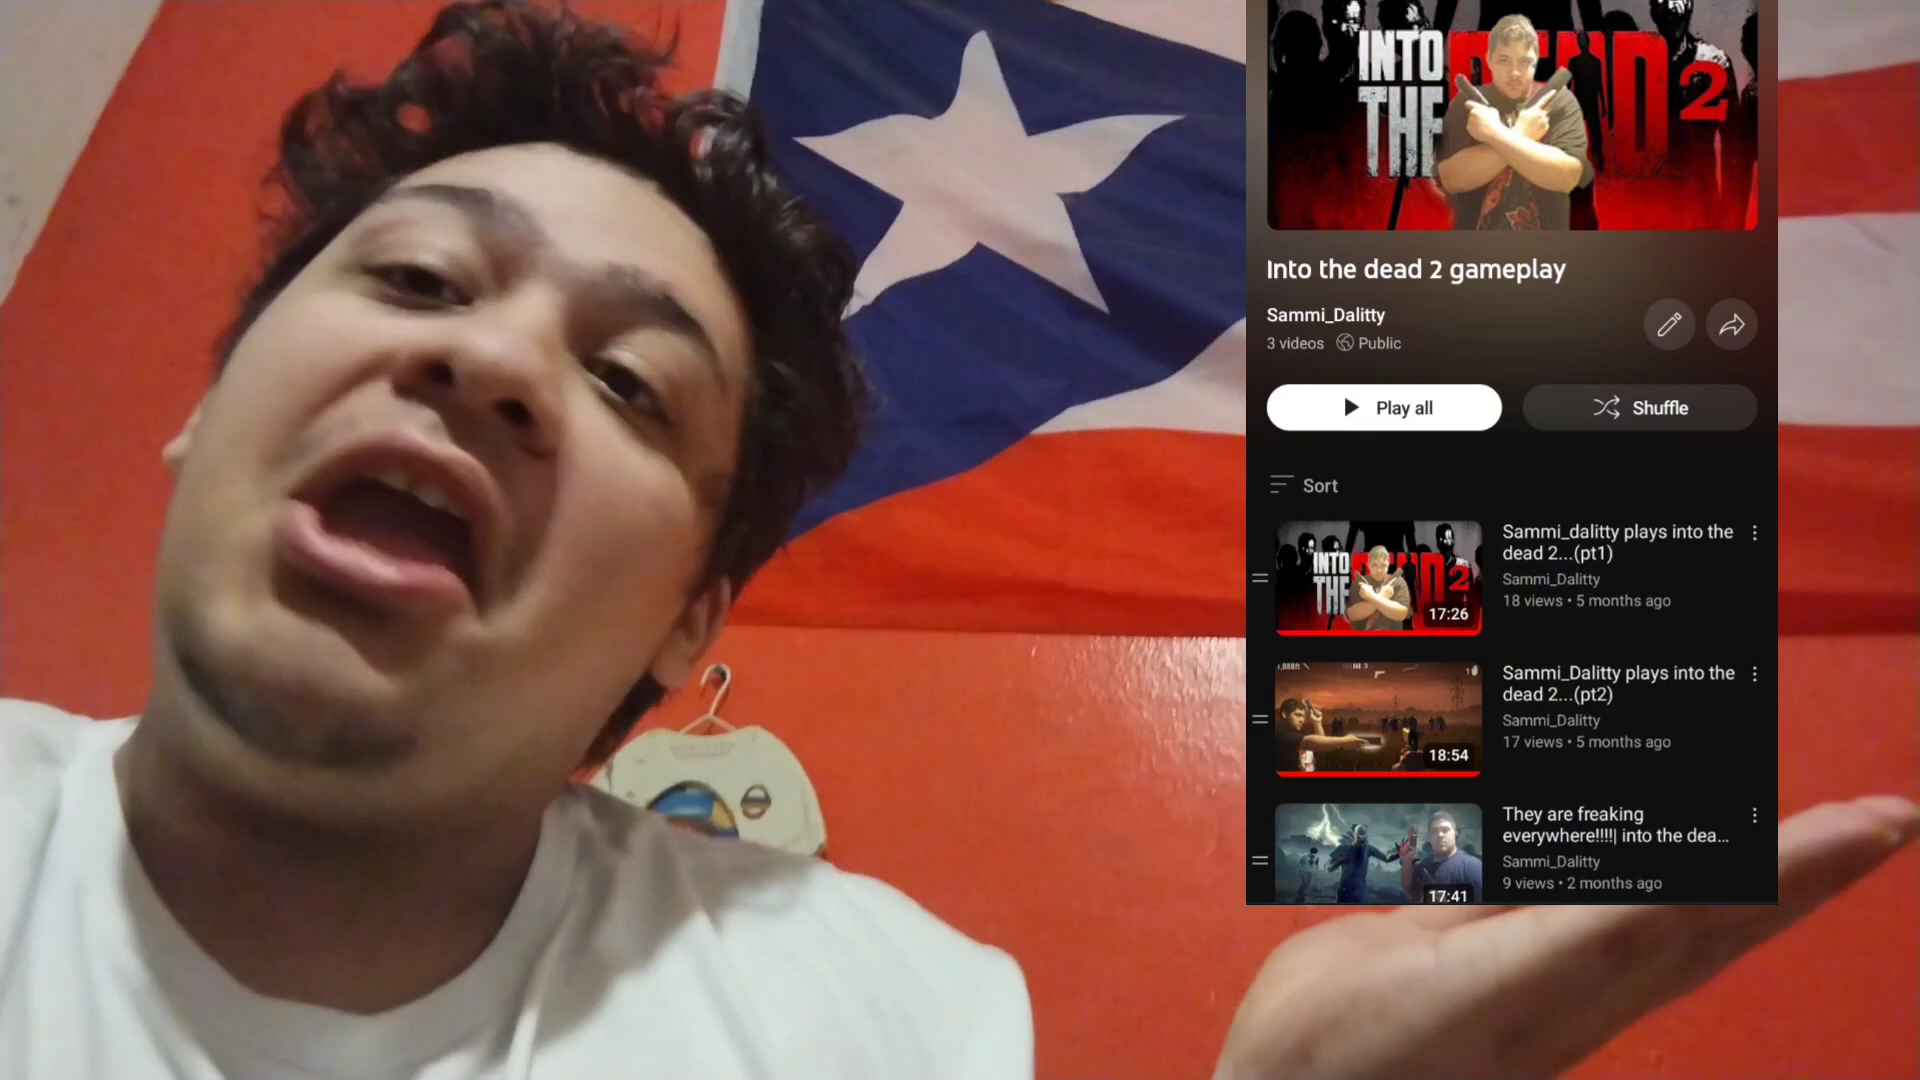 INTO
THE
DEAD
2
Into the dead 2 gameplay
Sammi_Dalitty
3 videos Public
Play all
Shuffle
Sort
INTO
THE
2
17:26
Sammi_dalitty plays into the
dead 2...(pt1)
Sammi_Dalitty
18 views • 5 months ago
18:54
Sammi_Dalitty plays into the
dead 2...(pt2)
Sammi_Dalitty
17 views • 5 months ago
17:41
They are freaking
everywhere!!!!| into the dea...
Sammi_Dalitty
9 views • 2 months ago